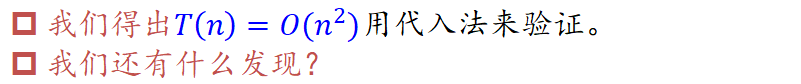 我们得出T(n) = O(n²)用代入法来验证。
我们还有什么发现？